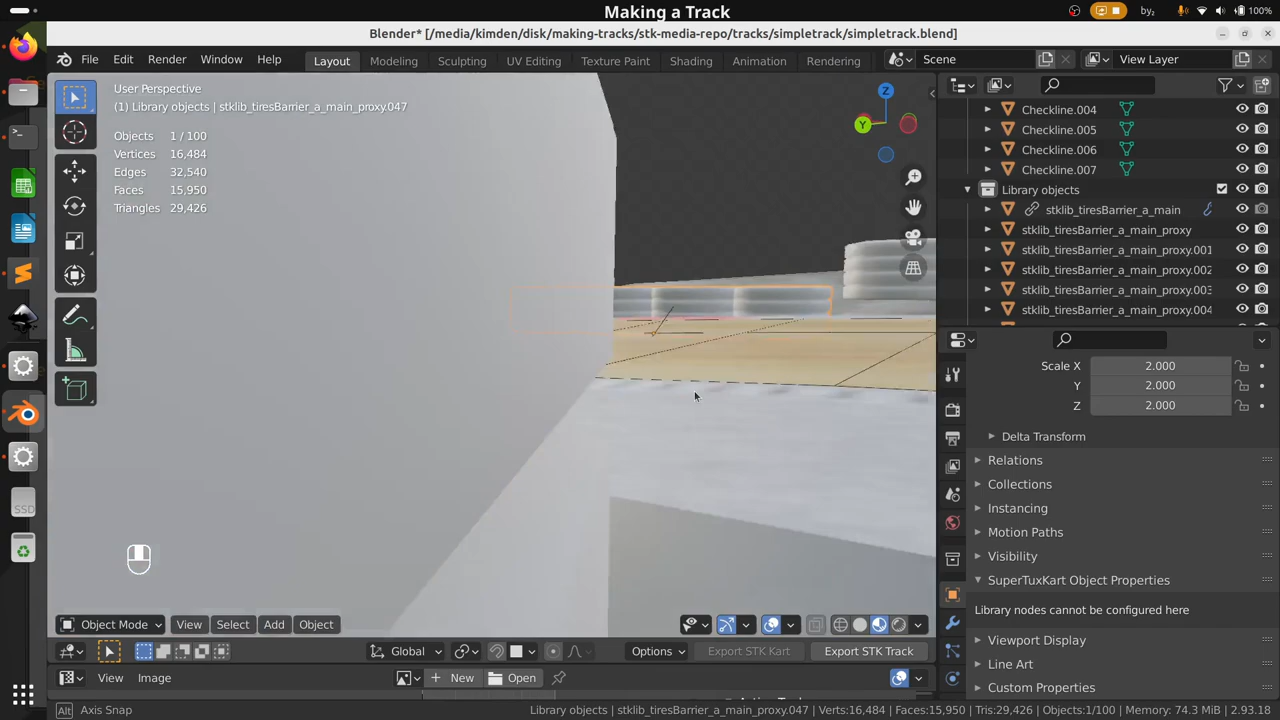 Making a Track
by₂
100%
Blender* [/media/kimden/disk/making-tracks/stk-media-repo/tracks/simpletrack/simpletrack.blend]
File Edit Render Window Help Layout Modeling Sculpting UV Editing Texture Paint Shading Animation Rendering Scene View Layer
User Perspective
(1) Library objects | stklib_tiresBarrier_a_main_proxy.047
Objects 1 / 100
Vertices 16,484
Edges 32,540
Faces 15,950
Triangles 29,426
Z
Y
Checkline.004
Checkline.005
Checkline.006
Checkline.007
Library objects
stklib_tiresBarrier_a_main
stklib_tiresBarrier_a_main_proxy
stklib_tiresBarrier_a_main_proxy.001
stklib_tiresBarrier_a_main_proxy.002
stklib_tiresBarrier_a_main_proxy.003
stklib_tiresBarrier_a_main_proxy.004
Scale X 2.000
Y 2.000
Z 2.000
Delta Transform
Relations
Collections
Instancing
Motion Paths
Visibility
SuperTuxKart Object Properties
Library nodes cannot be configured here
Viewport Display
Line Art
Custom Properties
SSD
Object Mode View Select Add Object
Global Options Export STK Kart Export STK Track
View Image New Open
Alt Axis Snap
Library objects | stklib_tiresBarrier_a_main_proxy.047 | Verts:16,484 | Faces:15,950 | Tris:29,426 | Objects:1/100 | Memory: 74.3 MiB | 2.93.18